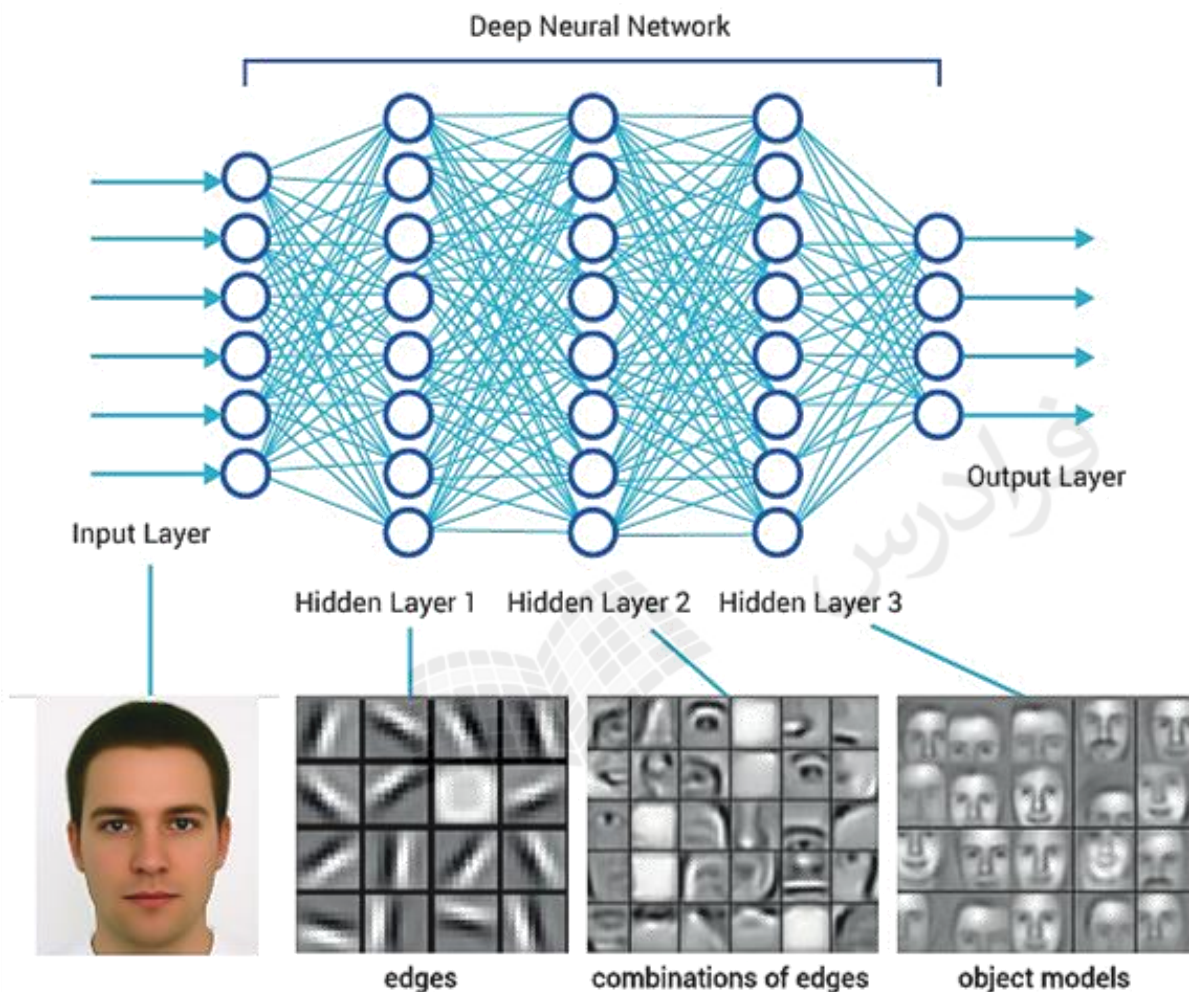 Deep Neural Network
فرادرس
Output Layer
Input Layer
Hidden Layer 1
Hidden Layer 2
Hidden Layer 3
edges
combinations of edges
object models